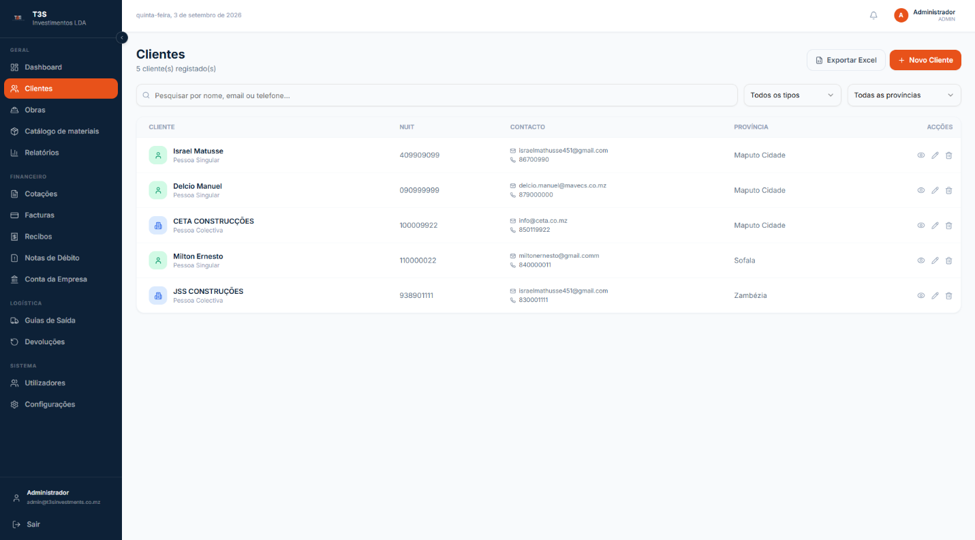 T3S
Investimentos LDA
GERAL
Dashboard
Clientes
Obras
Catálogo de materiais
Relatórios
FINANCEIRO
Cotações
Facturas
Recibos
Notas de Débito
Conta da Empresa
LOGÍSTICA
Guias de Saída
Devoluções
SISTEMA
Utilizadores
Configurações
Administrador
admin@t3sinvestments.co.mz
Sair
quinta-feira, 3 de setembro de 2026
A
Administrador
ADMIN
Clientes
5 cliente(s) registado(s)
Exportar Excel
+ Novo Cliente
Pesquisar por nome, email ou telefone...
Todos os tipos
Todas as províncias
CLIENTE NUIT CONTACTO PROVÍNCIA ACÇÕES
Israel Matusse
Pessoa Singular
409909099
israelmathusse451@gmail.com
86700990
Maputo Cidade
Delcio Manuel
Pessoa Singular
090999999
delcio.manuel@mavecs.co.mz
879000000
Maputo Cidade
CETA CONSTRUCÇÕES
Pessoa Colectiva
100009922
info@ceta.co.mz
850119922
Maputo Cidade
Milton Ernesto
Pessoa Singular
110000022
miltonernesto@gmail.comm
840000011
Sofala
JSS CONSTRUÇÕES
Pessoa Colectiva
938901111
israelmathusse451@gmail.com
830001111
Zambézia